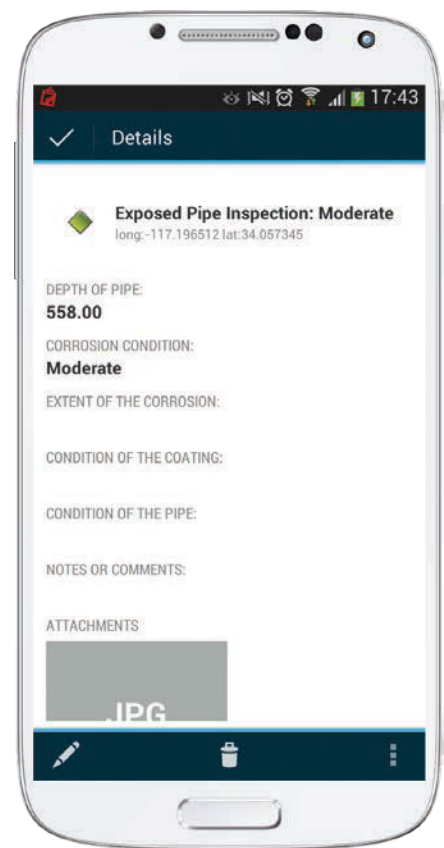 17:43
Details
Exposed Pipe Inspection: Moderate
long:-117.196512 lat:34.057345
DEPTH OF PIPE:
558.00
CORROSION CONDITION:
Moderate
EXTENT OF THE CORROSION:
CONDITION OF THE COATING:
CONDITION OF THE PIPE:
NOTES OR COMMENTS:
ATTACHMENTS
JPG